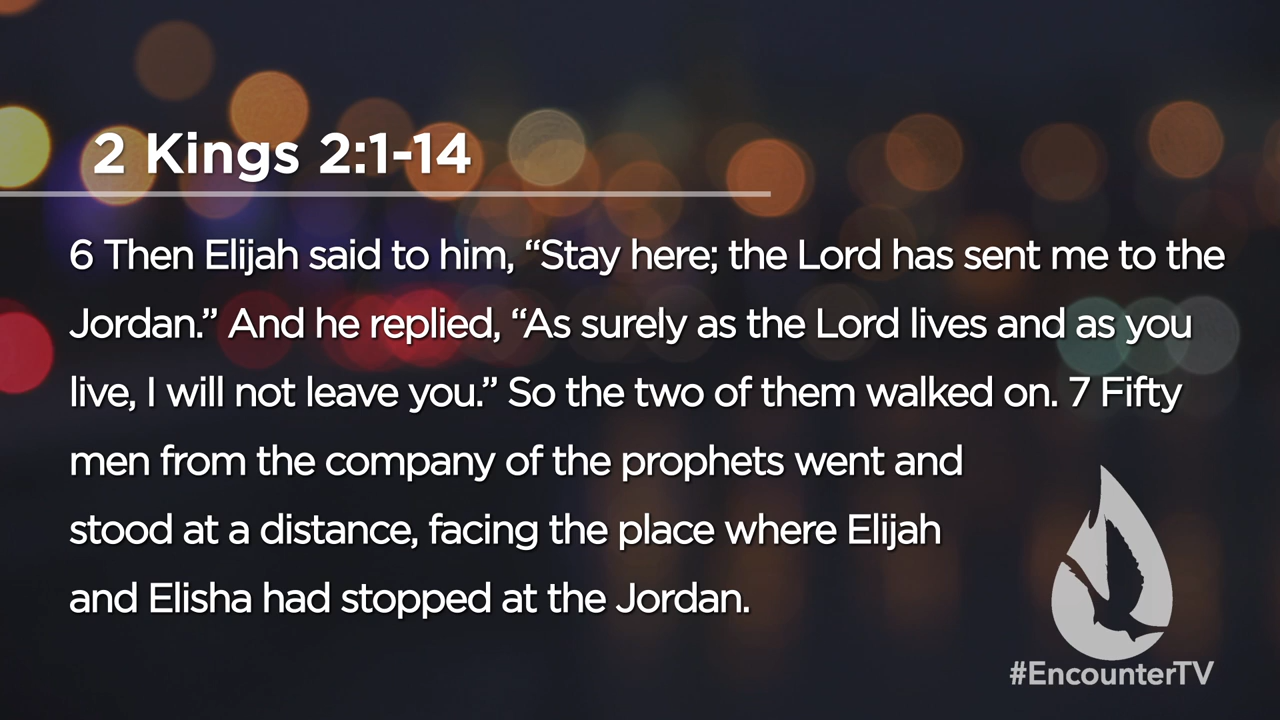 2 Kings 2:1-14
6 Then Elijah said to him, “Stay here; the Lord has sent me to the
Jordan.” And he replied, “As surely as the Lord lives and as you
live, I will not leave you.” So the two of them walked on. 7 Fifty
men from the company of the prophets went and
stood at a distance, facing the place where Elijah
and Elisha had stopped at the Jordan.
#EncounterTV